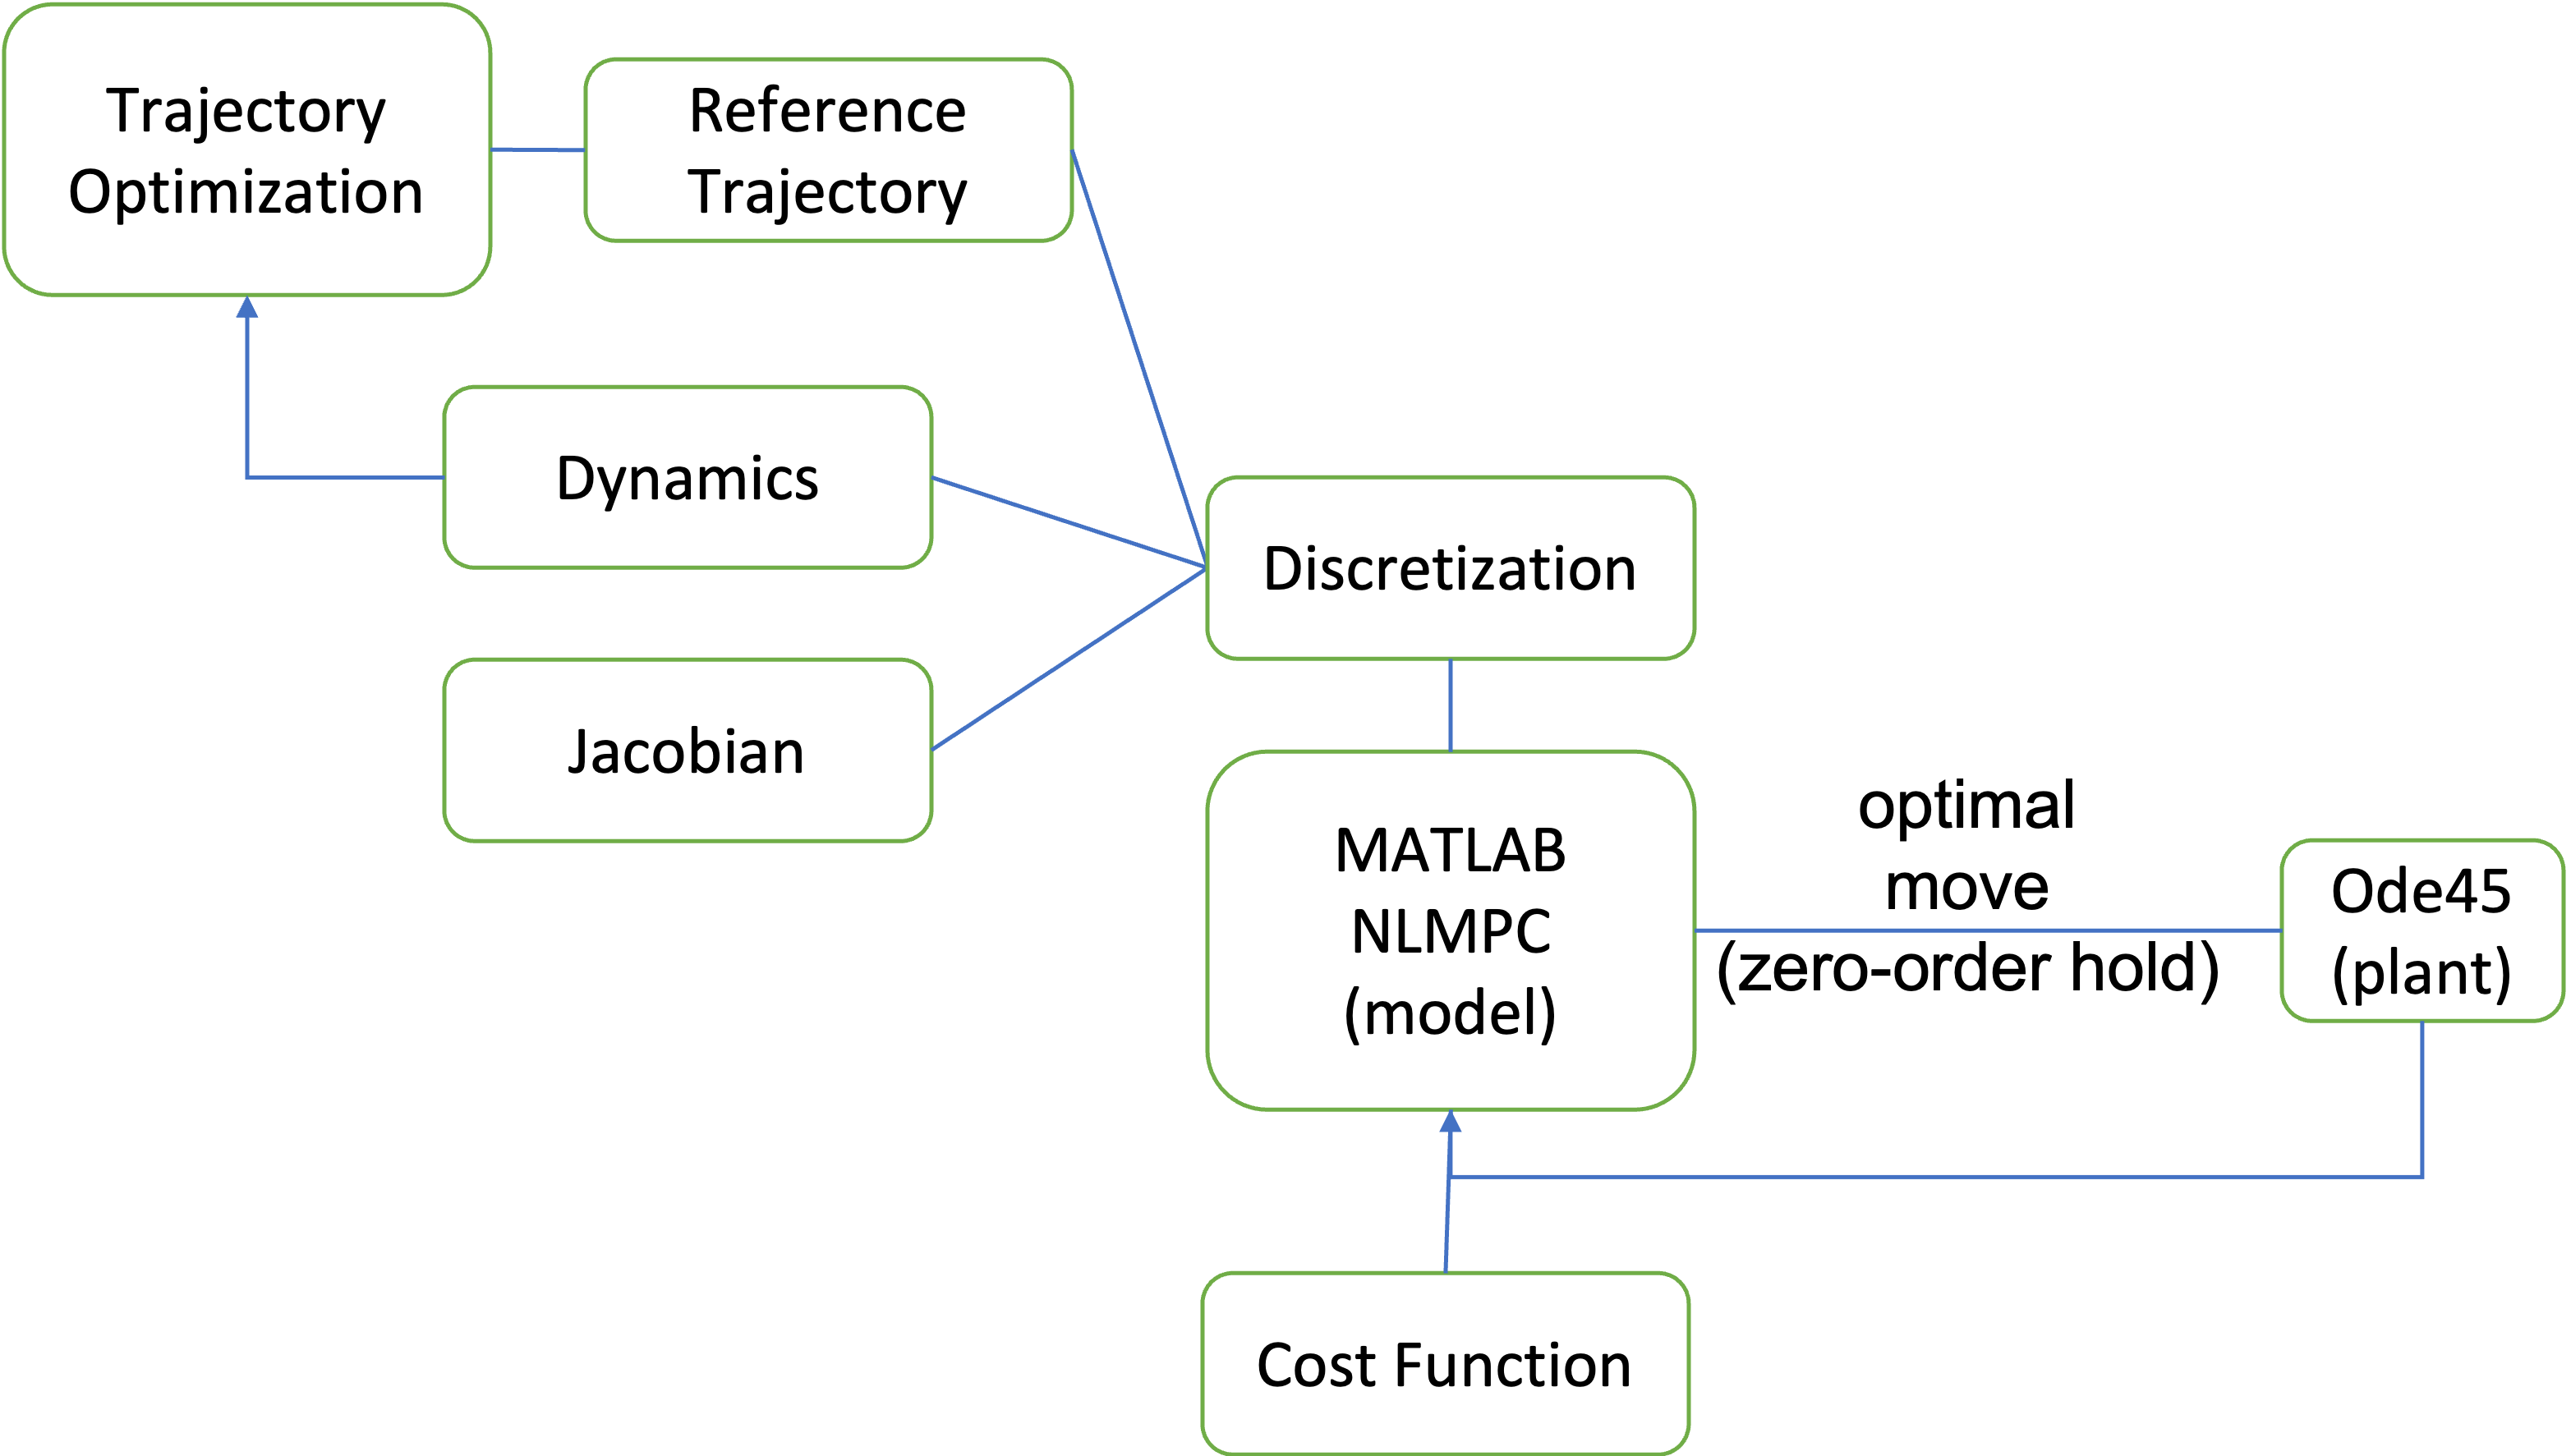 Trajectory
Optimization
Reference
Trajectory
Dynamics
Discretization
Jacobian
MATLAB
NLMPC
(model)
optimal
move
(zero-order hold)
Ode45
(plant)
Cost Function